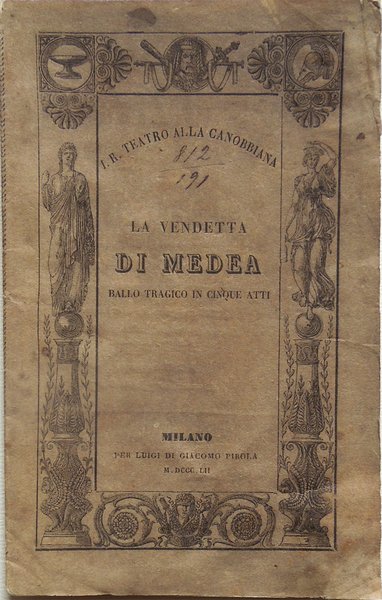 I. R. TEATRO ALLA CANOBBIANA
812
191
LA VENDETTA
DI MEDEA
BALLO TRAGICO IN CINQUE ATTI
MILANO
PER LUIGI DI GIACOMO PIROLA
M. DCCC. LII